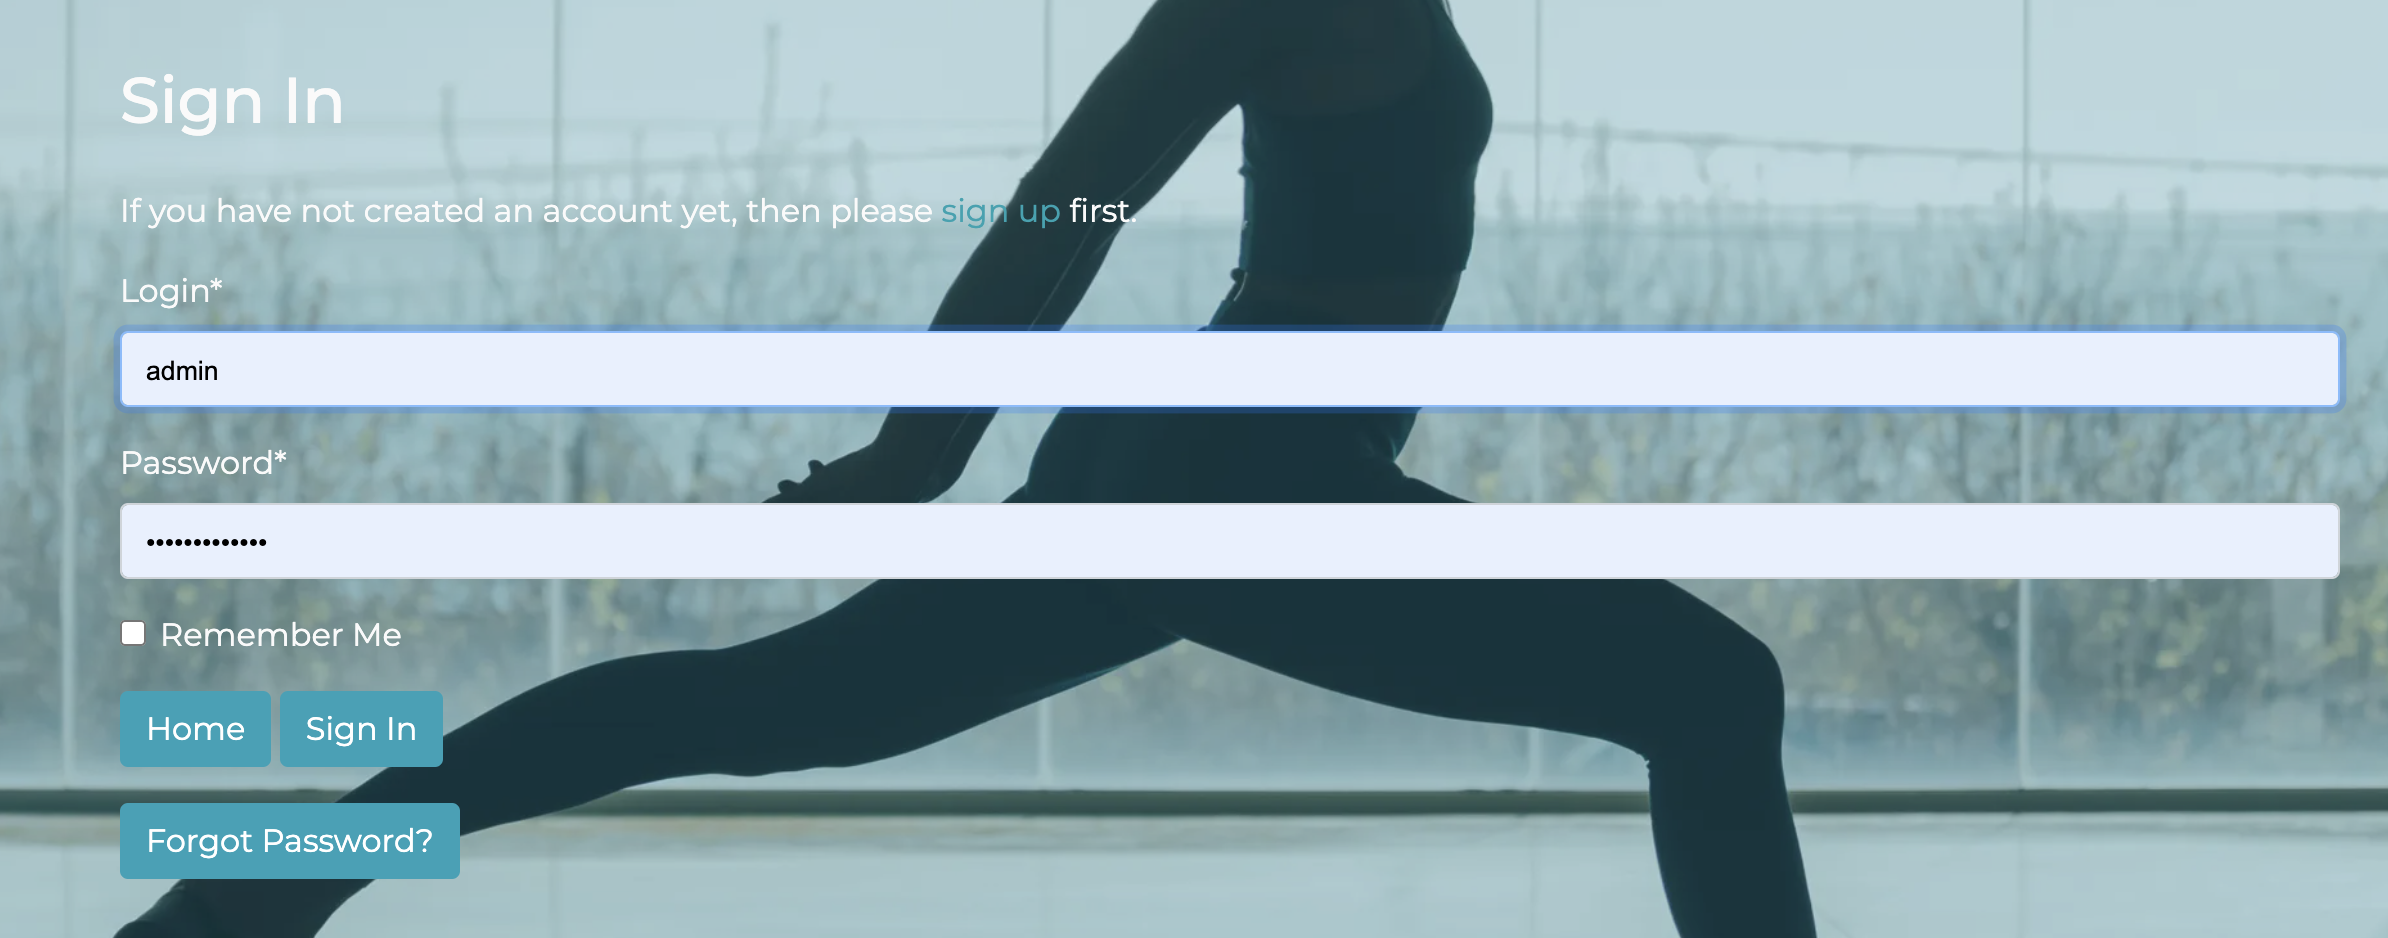 Sign In
If you have not created an account yet, then please sign up first.
Login*
admin
Password*
•••••••••••••
Remember Me
Home Sign In
Forgot Password?